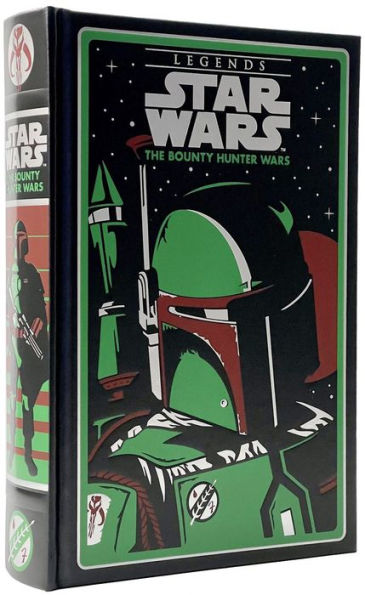 LEGENDS
STAR
WARS
THE BOUNTY HUNTER WARS
STAR
WARS
THE BOUNTY
HUNTER WARS